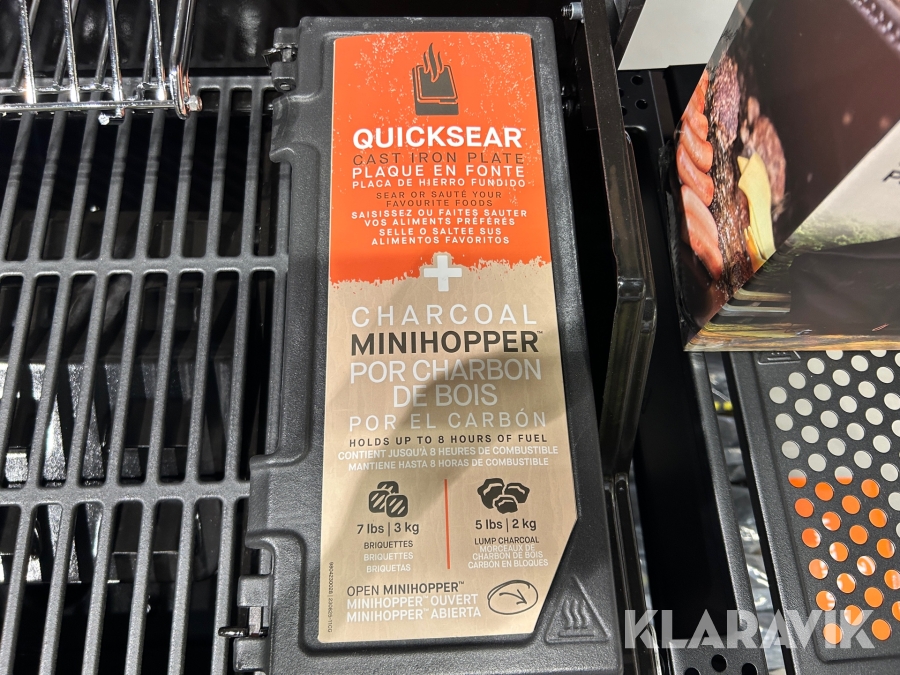 QUICKSEAR™
CAST IRON PLATE
PLAQUE EN FONTE
PLACA DE HIERRO FUNDIDO
SEAR OR SAUTÉ YOUR
FAVOURITE FOODS
SAISISSEZ OU FAITES SAUTER
VOS ALIMENTS PRÉFÉRÉS
SELLE O SALTEE SUS
ALIMENTOS FAVORITOS
+
CHARCOAL
MINIHOPPER™
POR CHARBON
DE BOIS
POR EL CARBÓN
HOLDS UP TO 8 HOURS OF FUEL
CONTIENT JUSQU'À 8 HEURES DE COMBUSTIBLE
MANTIENE HASTA 8 HORAS DE COMBUSTIBLE
7 lbs | 3 kg
BRIQUETTES
BRIQUETTES
BRIQUETAS
5 lbs | 2 kg
LUMP CHARCOAL
MORCEAUX DE
CHARBON DE BOIS
CARBÓN EN BLOQUES
OPEN MINIHOPPER™
MINIHOPPER™ OUVERT
MINIHOPPER™ ABIERTA
KLARAVIK